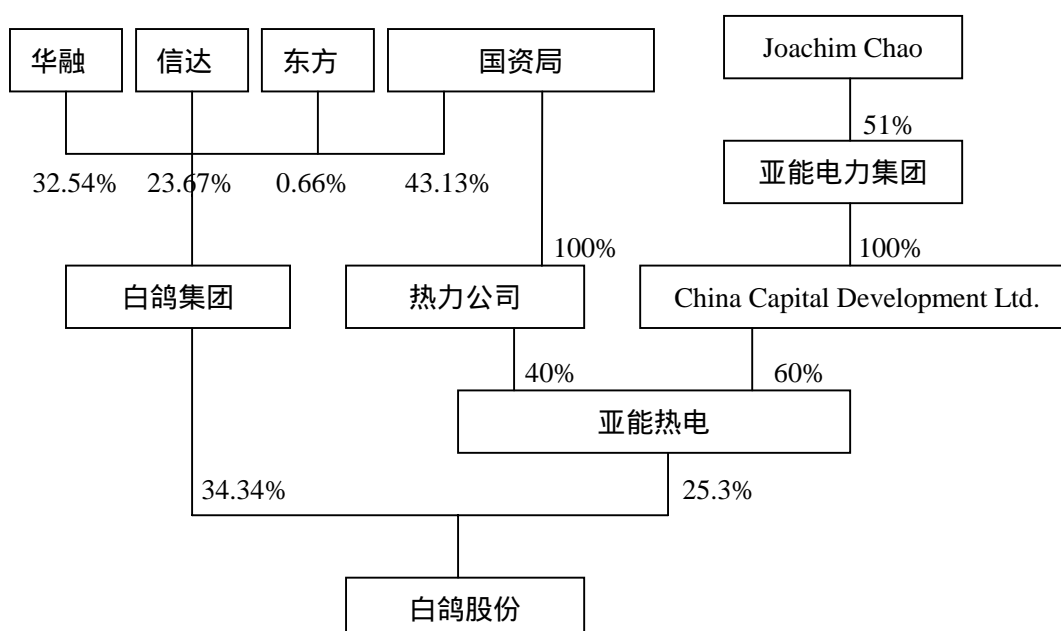 华融 信达 东方 国资局 Joachim Chao
51%
32.54% 23.67% 0.66% 43.13% 亚能电力集团
100% 100%
白鸽集团 热力公司 China Capital Development Ltd.
40% 60%
亚能热电
34.34% 25.3%
白鸽股份